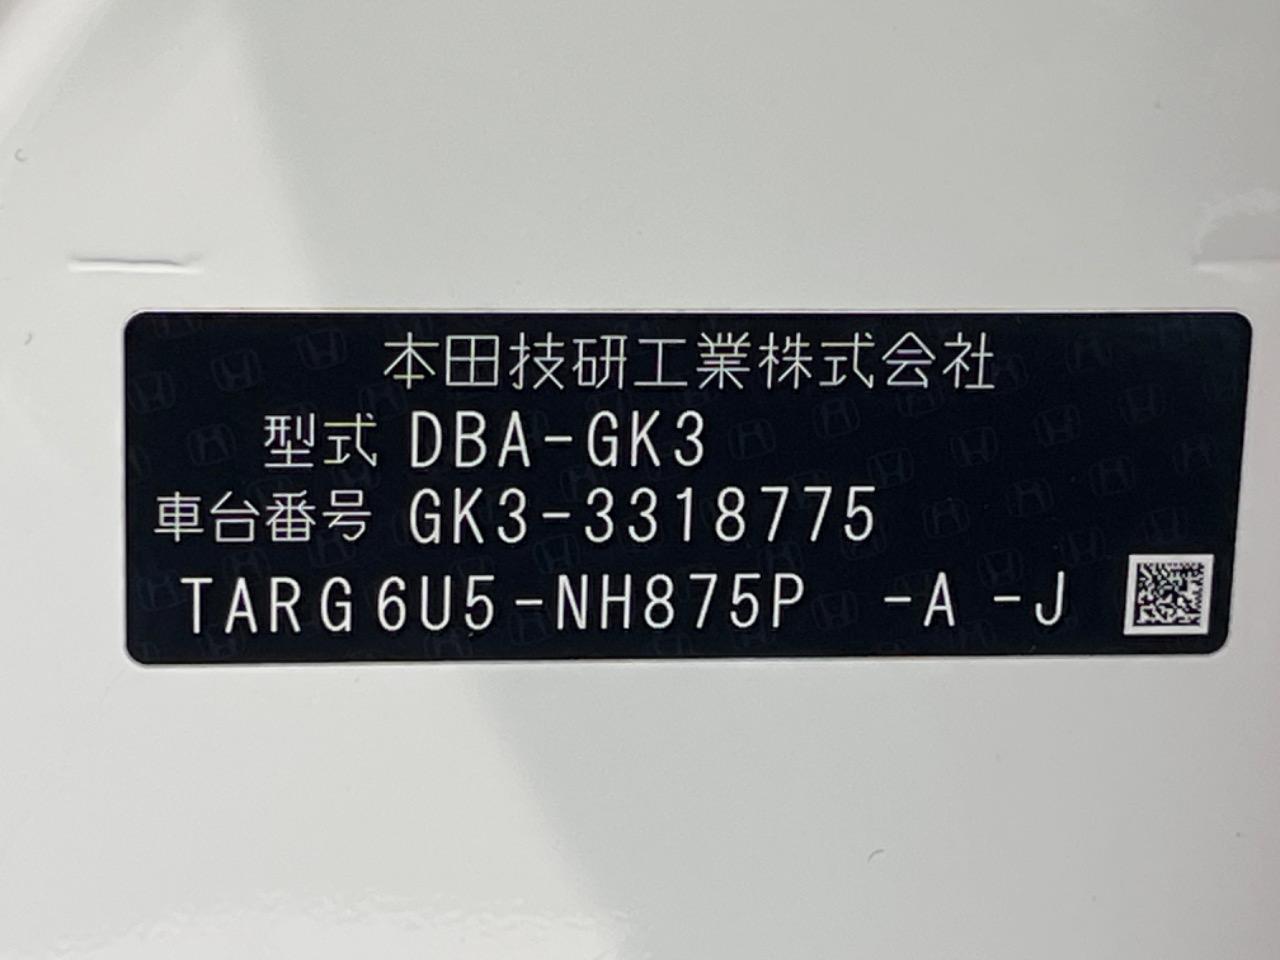 本田技研工業株式会社
型式 DBA-GK3
車台番号 GK3-3318775
TARG6U5-NH875P -A -J